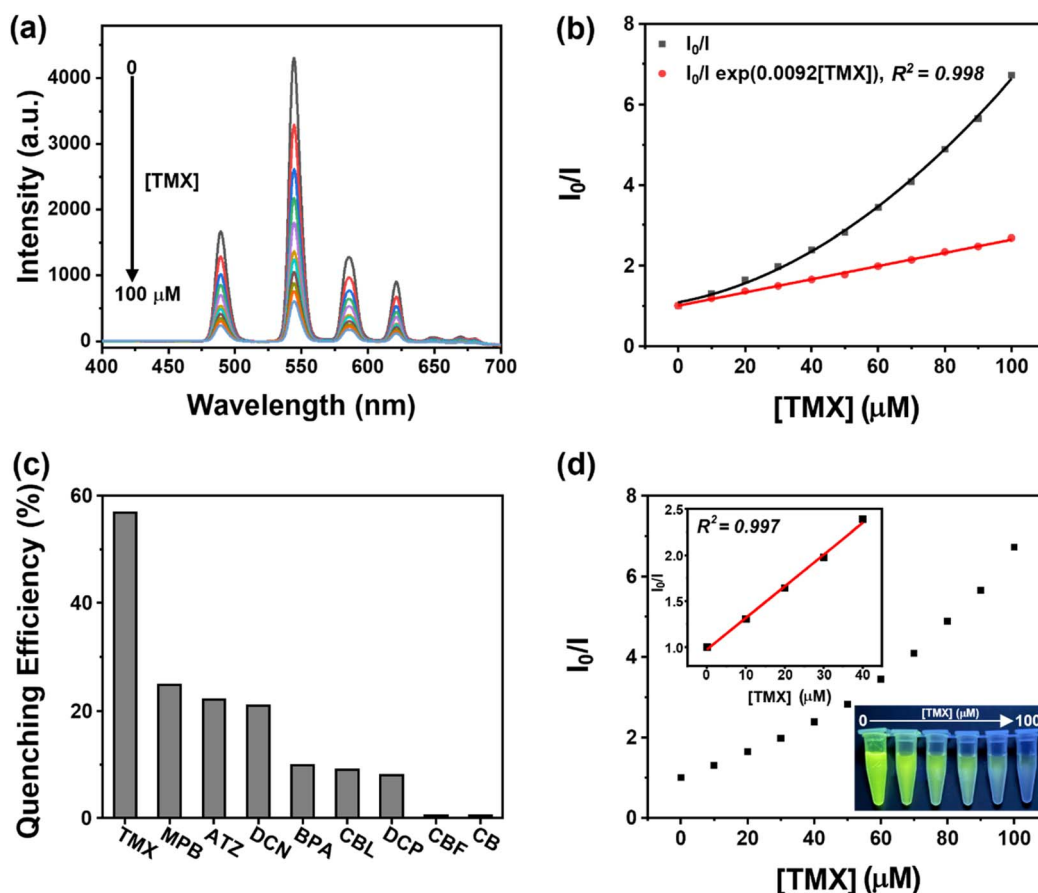 (a)
Intensity (a.u.)
4000
3000
2000
1000
0
0
[TMX]
100 μM
400 450 500 550 600 650 700
Wavelength (nm)
(b)
I₀/I
8
6
4
2
0
I₀/I
I₀/I exp(0.0092[TMX]), R² = 0.998
0 20 40 60 80 100
[TMX] (μM)
(c)
Quenching Efficiency (%)
60
40
20
0
TMX MPB ATZ DCN BPA CBL DCP CBF CB
(d)
I₀/I
8
6
4
2
0
R² = 0.997
I₀/I
2.5
2.0
1.5
1.0
0 10 20 30 40
[TMX] (μM)
[TMX] (μM)
0 100
0 20 40 60 80 100
[TMX] (μM)